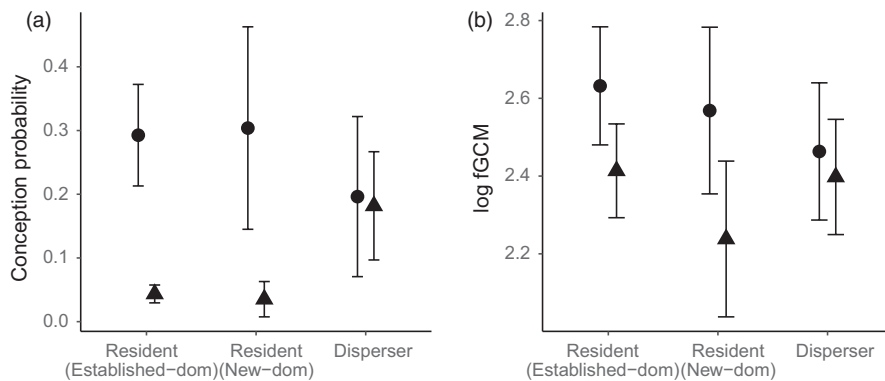 (a)
Conception probability
0.4
0.3
0.2
0.1
0.0
Resident
(Established−dom)
Resident
(New−dom)
Disperser
(b)
log fGCM
2.8
2.6
2.4
2.2
Resident
(Established−dom)
Resident
(New−dom)
Disperser